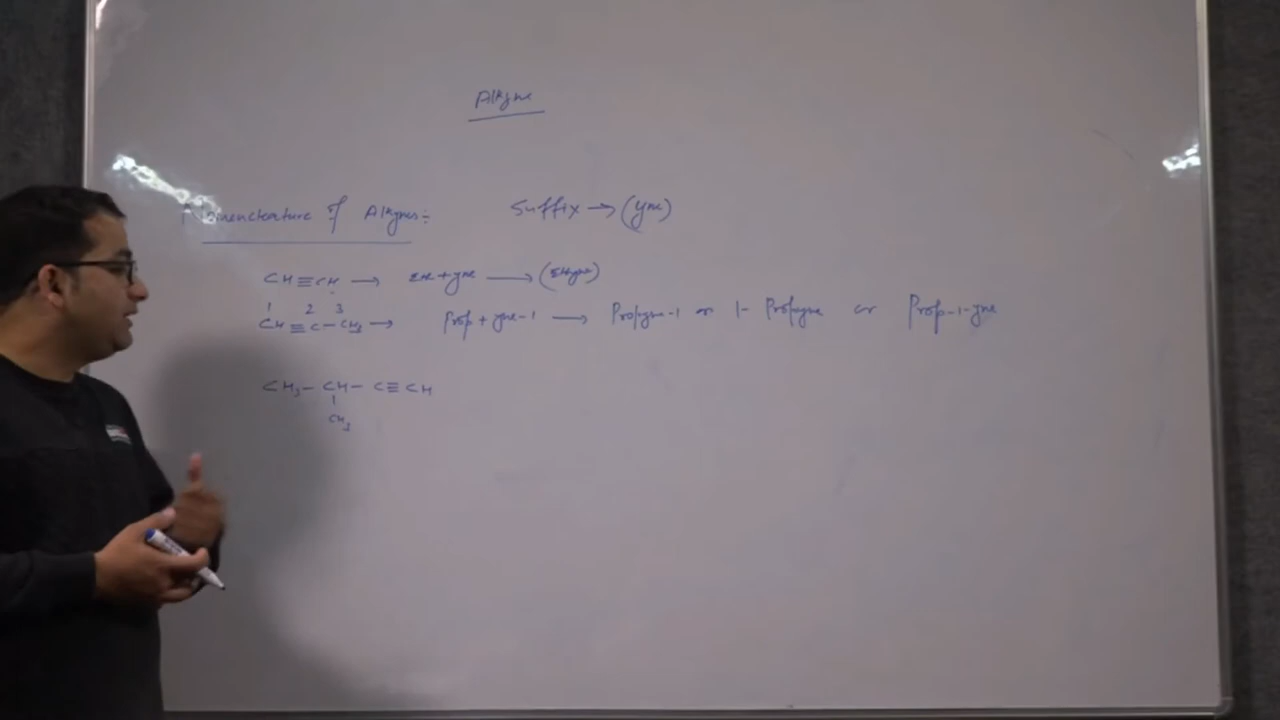 Alkyne
Nomenclature of Alkynes:- Suffix → (yne)
CH≡CH → Eth+yne → (Ethyne)
1 2 3
CH≡C-CH₃ → Prop + yne-1 → Propyne-1 or 1-Propyne or Prop-1-yne
CH₃-CH-C≡CH
|
CH₃